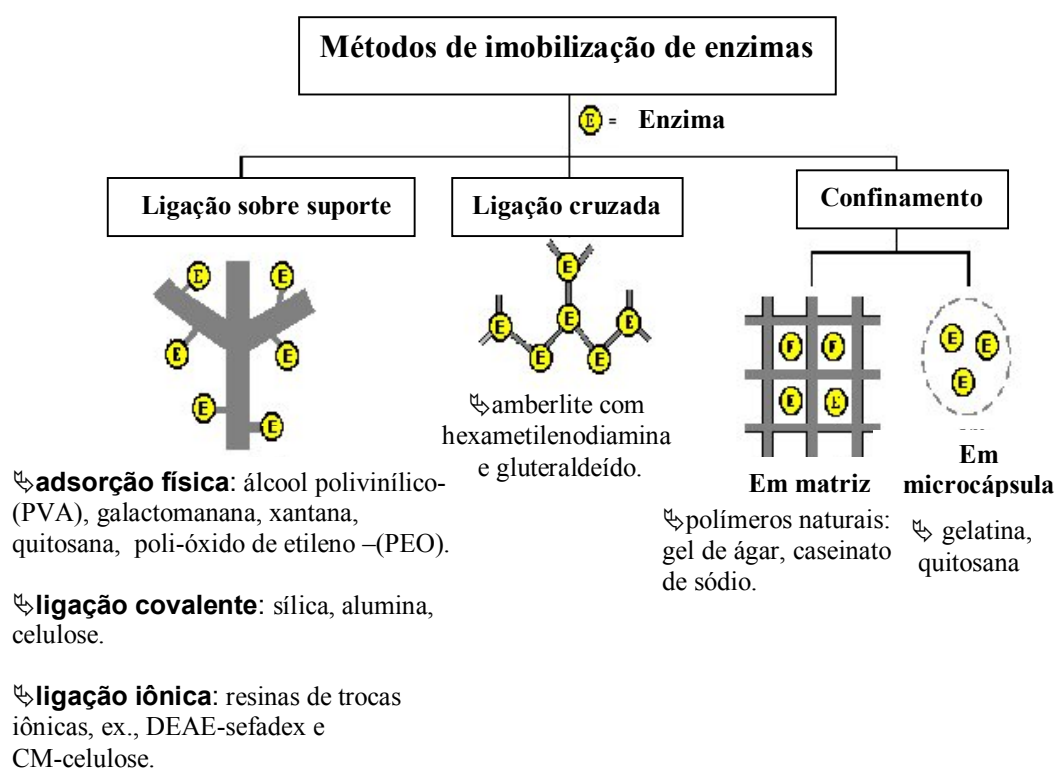 Métodos de imobilização de enzimas
E = Enzima
Ligação sobre suporte
Ligação cruzada
Confinamento
E E E E E E
E E E E E E
E E E E
E E E
↳amberlite com
hexametilenodiamina
e gluteraldeído.
Em matriz
Em
microcápsula
↳adsorção física: álcool polivinílico-
(PVA), galactomanana, xantana,
quitosana, poli-óxido de etileno –(PEO).
↳polímeros naturais:
gel de ágar, caseinato
de sódio.
↳ gelatina,
quitosana
↳ligação covalente: sílica, alumina,
celulose.
↳ligação iônica: resinas de trocas
iônicas, ex., DEAE-sefadex e
CM-celulose.